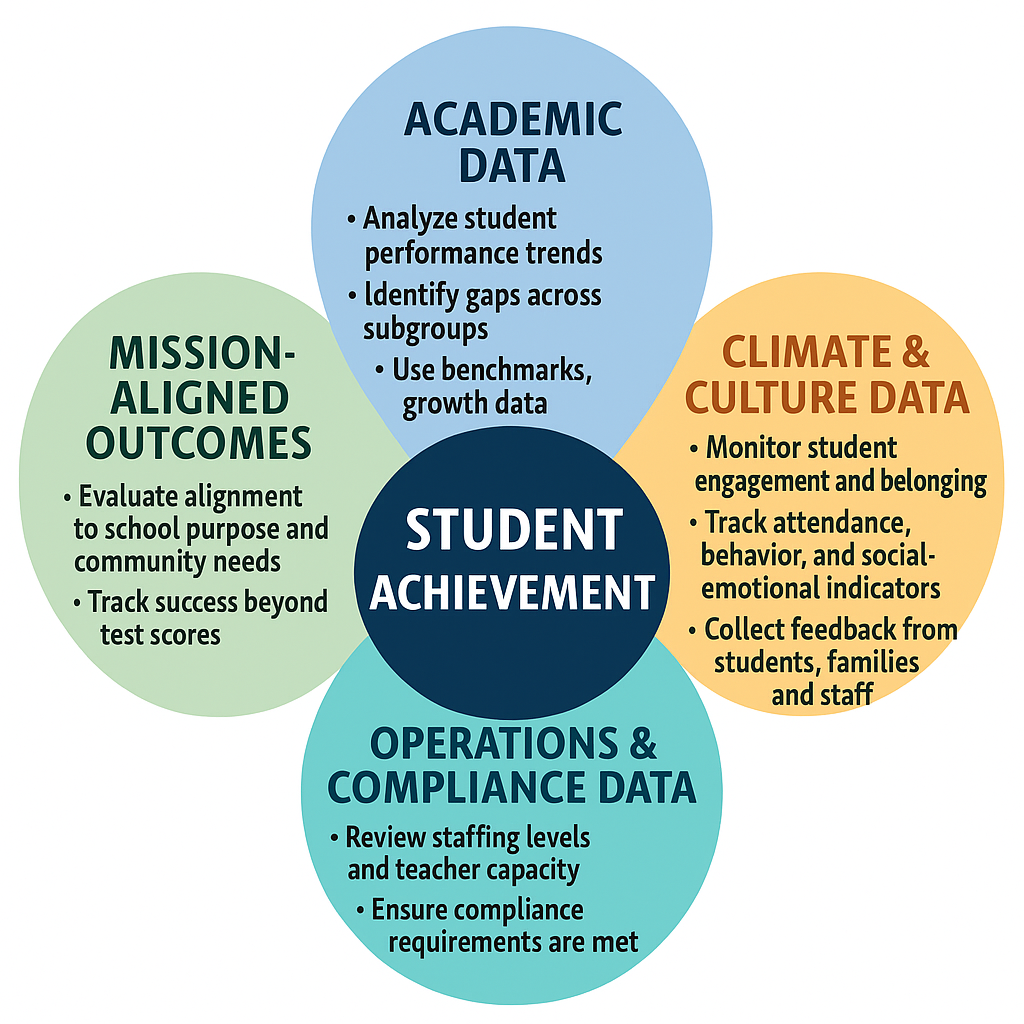 ACADEMIC
DATA
• Analyze student
performance trends
• Identify gaps across
subgroups
• Use benchmarks,
growth data
MISSION-
ALIGNED
OUTCOMES
• Evaluate alignment
to school purpose and
community needs
• Track success beyond
test scores
STUDENT
ACHIEVEMENT
CLIMATE &
CULTURE DATA
• Monitor student
engagement and belonging
• Track attendance,
behavior, and social-
emotional indicators
• Collect feedback from
students, families
and staff
OPERATIONS &
COMPLIANCE DATA
• Review staffing levels
and teacher capacity
• Ensure compliance
requirements are met